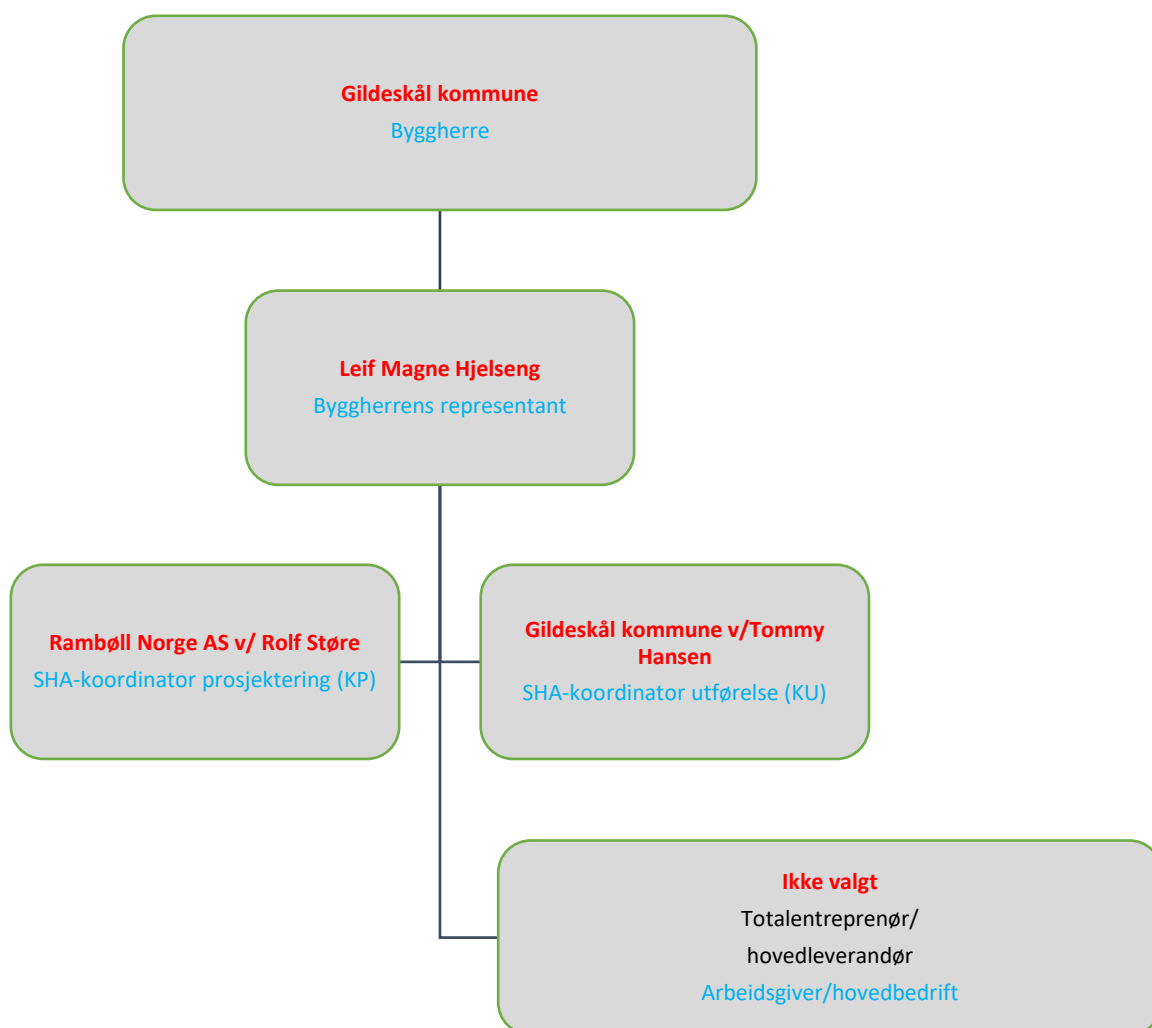 Gildeskål kommune
Byggherre
Leif Magne Hjelseng
Byggherrens representant
Rambøll Norge AS v/ Rolf Støre
SHA-koordinator prosjektering (KP)
Gildeskål kommune v/Tommy
Hansen
SHA-koordinator utførelse (KU)
Ikke valgt
Totalentreprenør/
hovedleverandør
Arbeidsgiver/hovedbedrift